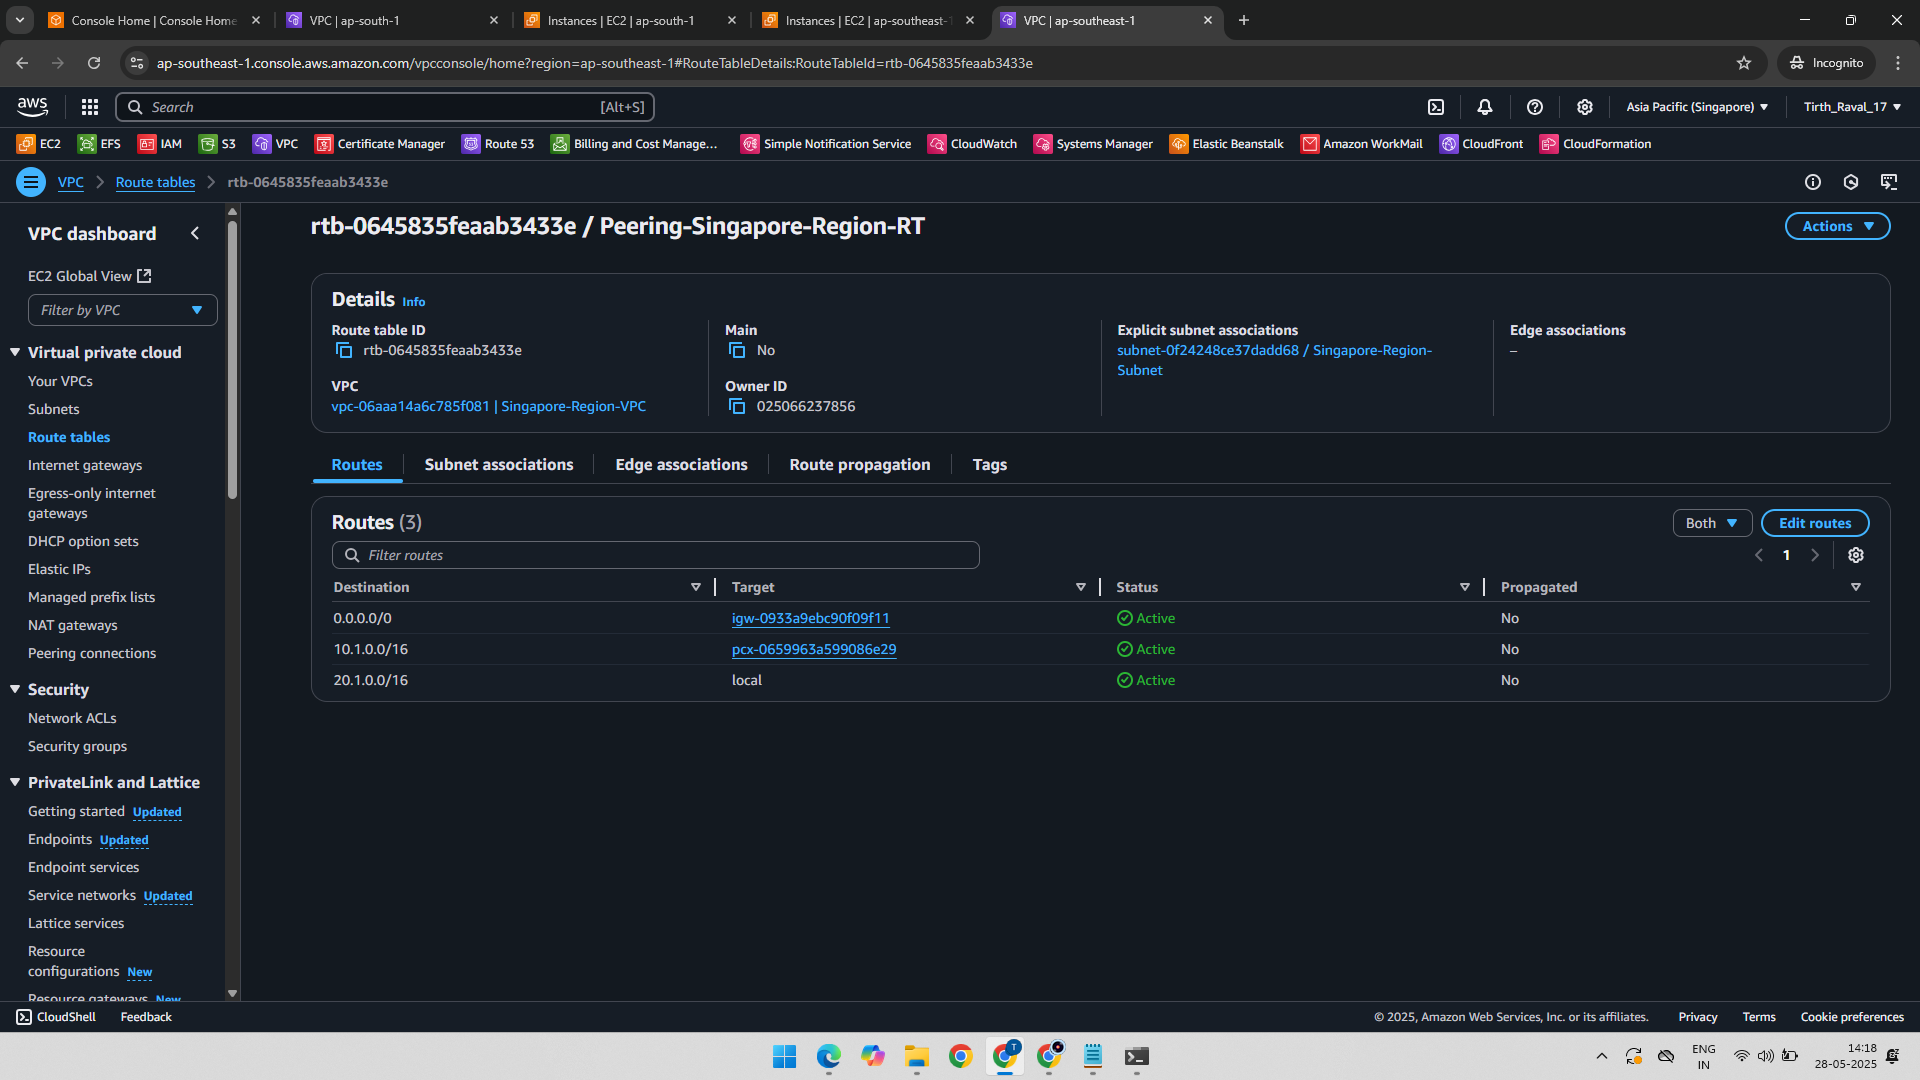 Console Home | Console Home
VPC | ap-south-1
Instances | EC2 | ap-south-1
Instances | EC2 | ap-southeast-1
VPC | ap-southeast-1
ap-southeast-1.console.aws.amazon.com/vpcconsole/home?region=ap-southeast-1#RouteTableDetails:RouteTableId=rtb-0645835feaab3433e
Incognito
aws
Search
[Alt+S]
Asia Pacific (Singapore)
Tirth_Raval_17
EC2
EFS
IAM
S3
VPC
Certificate Manager
Route 53
Billing and Cost Manage...
Simple Notification Service
CloudWatch
Systems Manager
Elastic Beanstalk
Amazon WorkMail
CloudFront
CloudFormation
VPC
Route tables
rtb-0645835feaab3433e
VPC dashboard
EC2 Global View
Filter by VPC
Virtual private cloud
Your VPCs
Subnets
Route tables
Internet gateways
Egress-only internet
gateways
DHCP option sets
Elastic IPs
Managed prefix lists
NAT gateways
Peering connections
Security
Network ACLs
Security groups
PrivateLink and Lattice
Getting started Updated
Endpoints Updated
Endpoint services
Service networks Updated
Lattice services
Resource
configurations New
Resource gateways New
rtb-0645835feaab3433e / Peering-Singapore-Region-RT
Actions
Details Info
Route table ID
rtb-0645835feaab3433e
Main
No
Explicit subnet associations
subnet-0f24248ce37dadd68 / Singapore-Region-
Subnet
Edge associations
–
VPC
vpc-06aaa14a6c785f081 | Singapore-Region-VPC
Owner ID
025066237856
Routes
Subnet associations
Edge associations
Route propagation
Tags
Routes (3)
Both
Edit routes
Filter routes
1
Destination Target Status Propagated
0.0.0.0/0 igw-0933a9ebc90f09f11 Active No
10.1.0.0/16 pcx-0659963a599086e29 Active No
20.1.0.0/16 local Active No
CloudShell
Feedback
© 2025, Amazon Web Services, Inc. or its affiliates.
Privacy
Terms
Cookie preferences
T
ENG
IN
14:18
28-05-2025